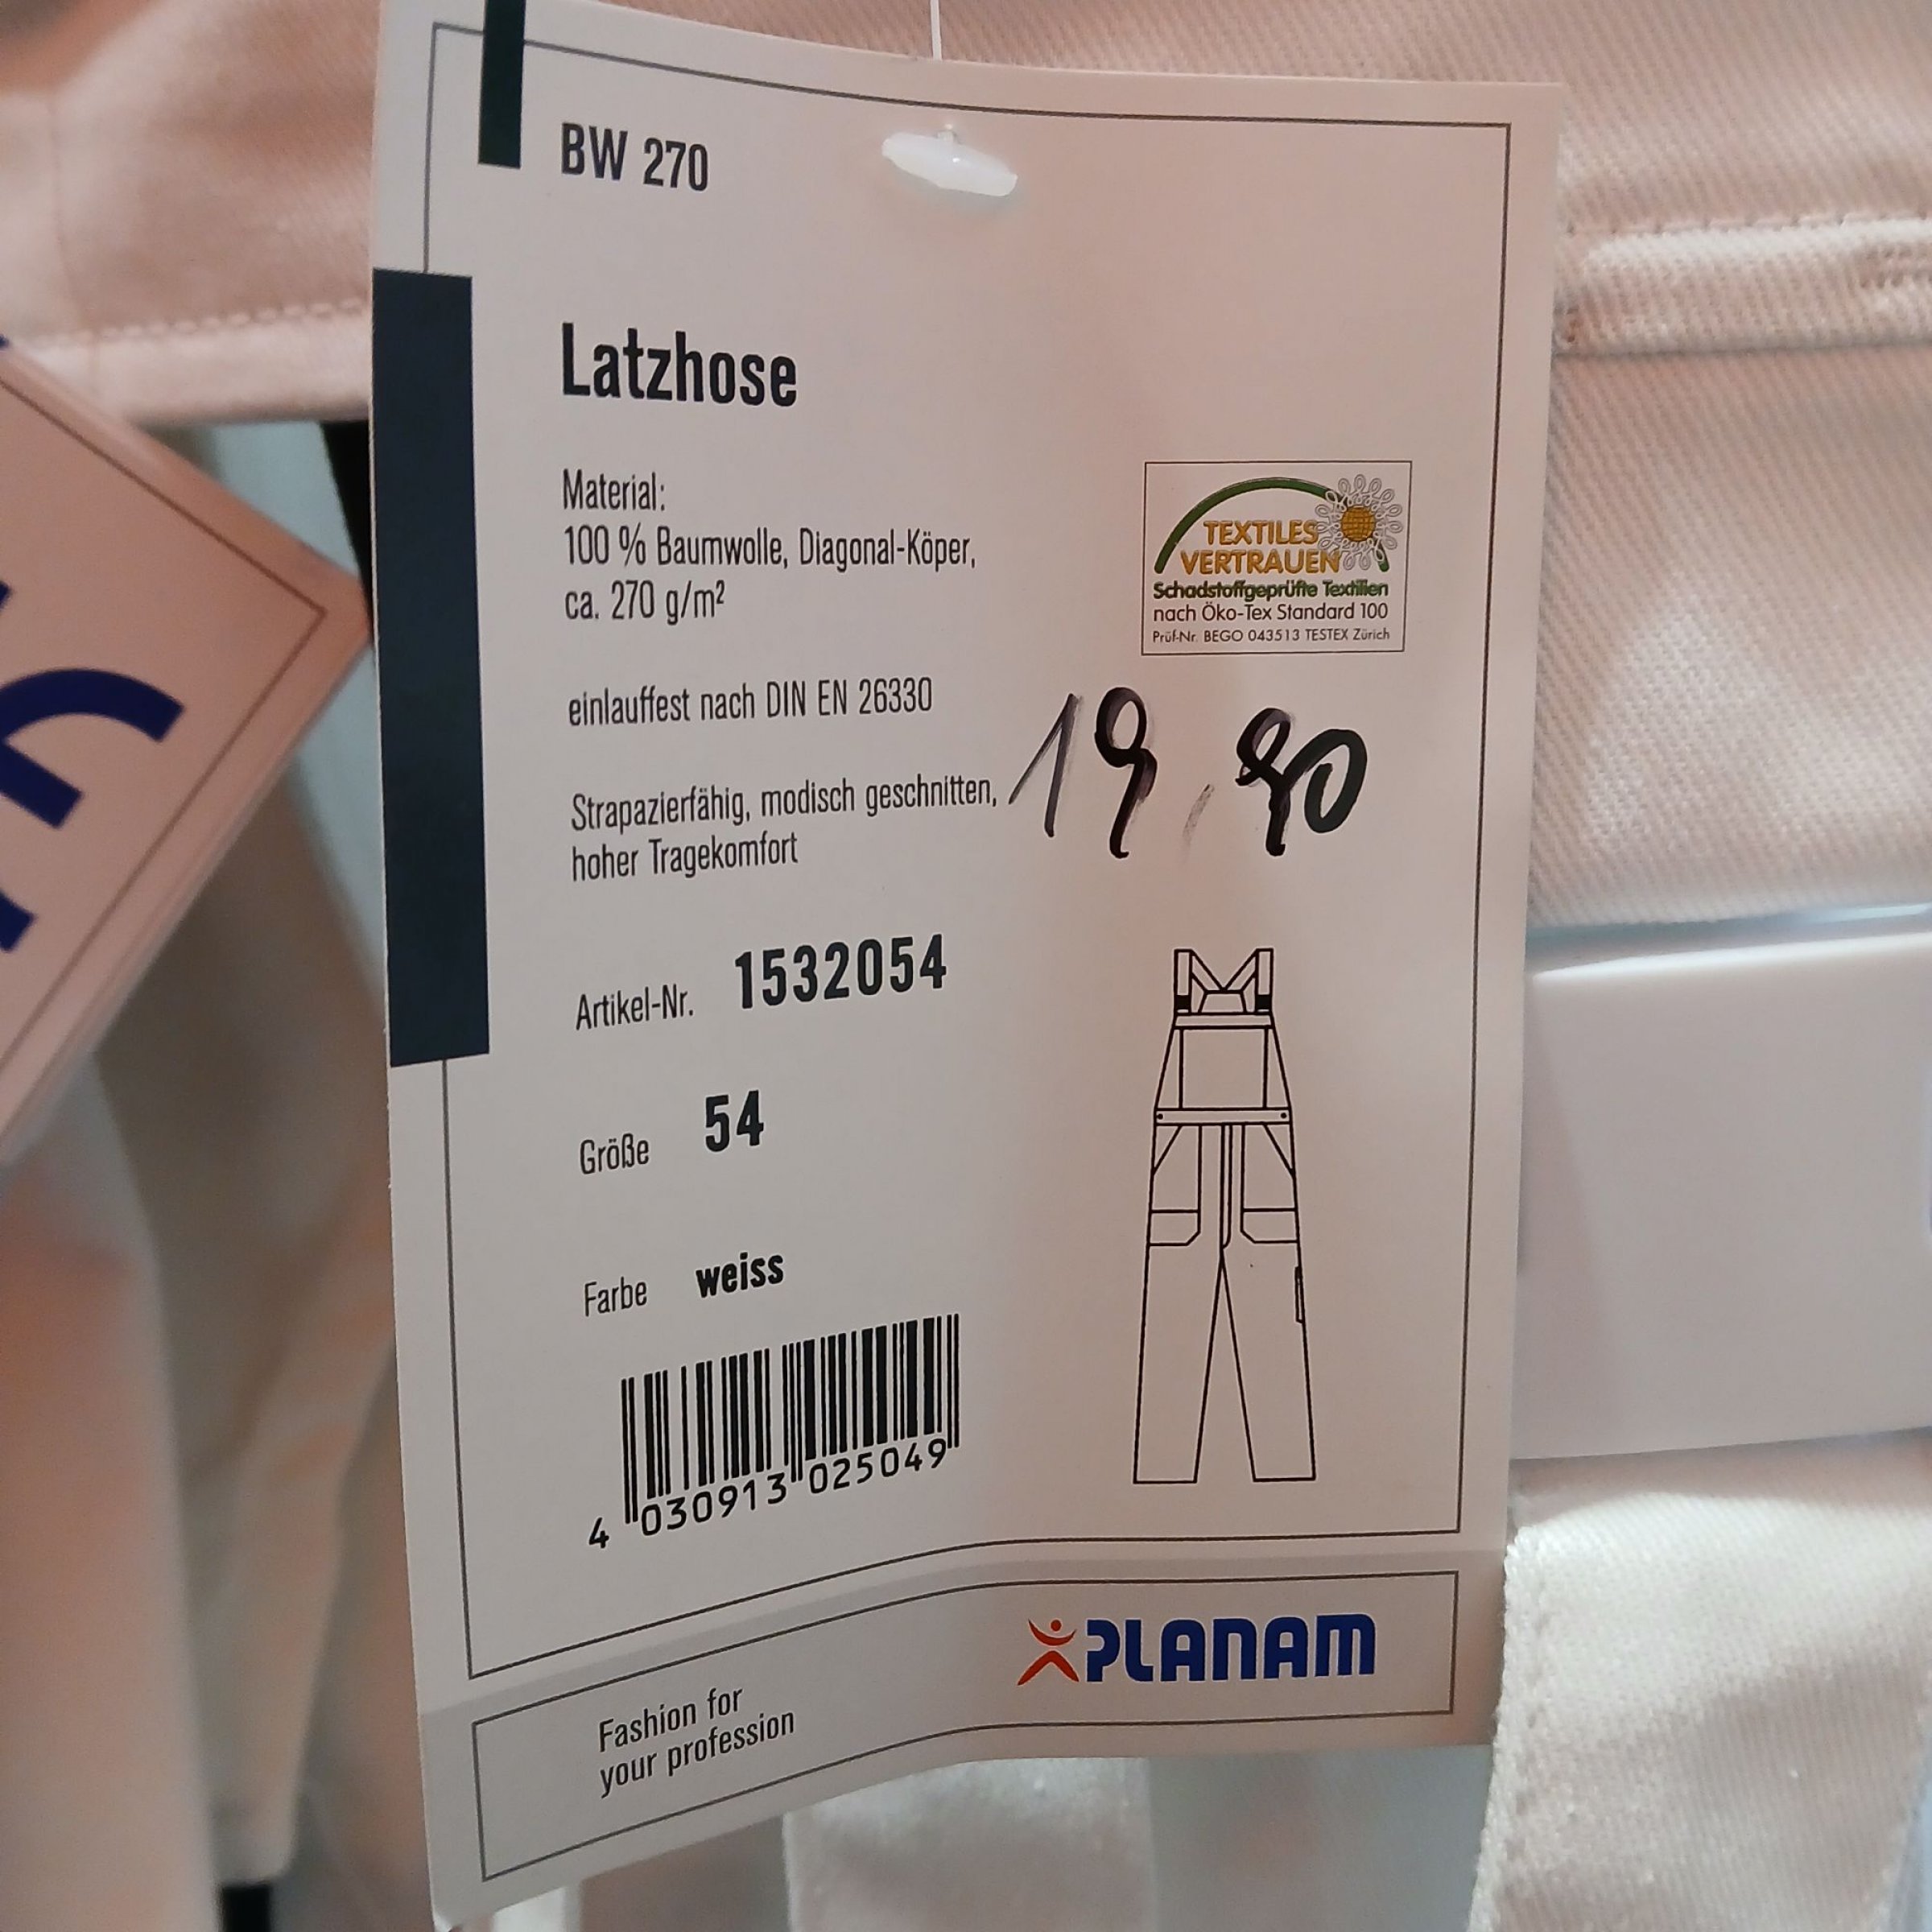 BW 270
Latzhose
Material:
100 % Baumwolle, Diagonal-Köper,
ca. 270 g/m²
TEXTILES
VERTRAUEN
Schadstoffgeprüfte Textilien
nach Öko-Tex Standard 100
Prüf-Nr. BEGO 043513 TESTEX Zürich
einlauffest nach DIN EN 26330
19,90
Strapazierfähig, modisch geschnitten,
hoher Tragekomfort
Artikel-Nr. 1532054
Größe 54
Farbe weiss
4 030913 025049
PLANAM
Fashion for
your profession